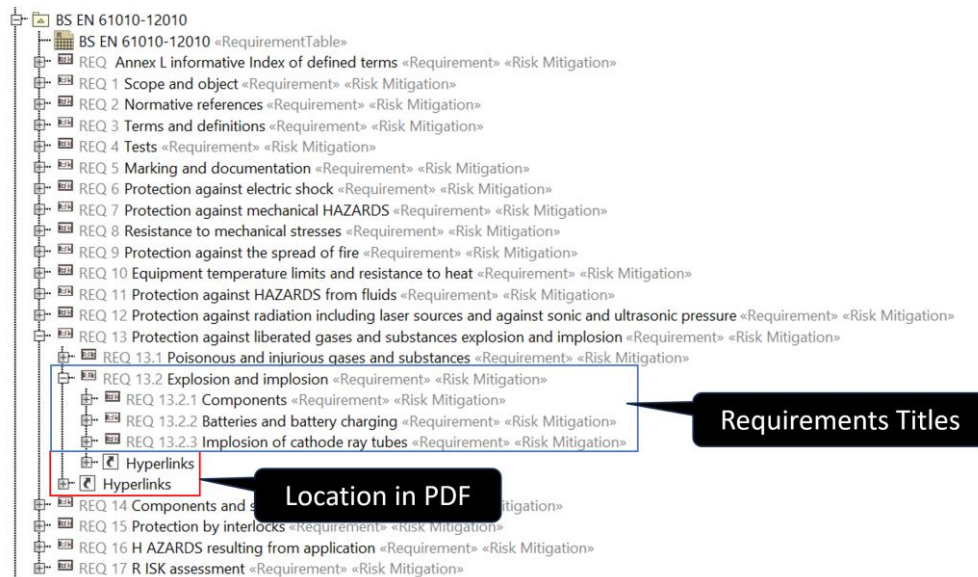 BS EN 61010-12010
BS EN 61010-12010 «RequirementTable»
REQ Annex L informative Index of defined terms «Requirement» «Risk Mitigation»
REQ 1 Scope and object «Requirement» «Risk Mitigation»
REQ 2 Normative references «Requirement» «Risk Mitigation»
REQ 3 Terms and definitions «Requirement» «Risk Mitigation»
REQ 4 Tests «Requirement» «Risk Mitigation»
REQ 5 Marking and documentation «Requirement» «Risk Mitigation»
REQ 6 Protection against electric shock «Requirement» «Risk Mitigation»
REQ 7 Protection against mechanical HAZARDS «Requirement» «Risk Mitigation»
REQ 8 Resistance to mechanical stresses «Requirement» «Risk Mitigation»
REQ 9 Protection against the spread of fire «Requirement» «Risk Mitigation»
REQ 10 Equipment temperature limits and resistance to heat «Requirement» «Risk Mitigation»
REQ 11 Protection against HAZARDS from fluids «Requirement» «Risk Mitigation»
REQ 12 Protection against radiation including laser sources and against sonic and ultrasonic pressure «Requirement» «Risk Mitigation»
REQ 13 Protection against liberated gases and substances explosion and implosion «Requirement» «Risk Mitigation»
REQ 13.1 Poisonous and injurious gases and substances «Requirement» «Risk Mitigation»
REQ 13.2 Explosion and implosion «Requirement» «Risk Mitigation»
REQ 13.2.1 Components «Requirement» «Risk Mitigation»
REQ 13.2.2 Batteries and battery charging «Requirement» «Risk Mitigation»
REQ 13.2.3 Implosion of cathode ray tubes «Requirement» «Risk Mitigation»
Requirements Titles
Hyperlinks
Hyperlinks
Location in PDF
REQ 14 Components and
REQ 15 Protection by interlocks «Requirement» «Risk Mitigation»
REQ 16 H AZARDS resulting from application «Requirement» «Risk Mitigation»
REQ 17 R ISK assessment «Requirement» «Risk Mitigation»